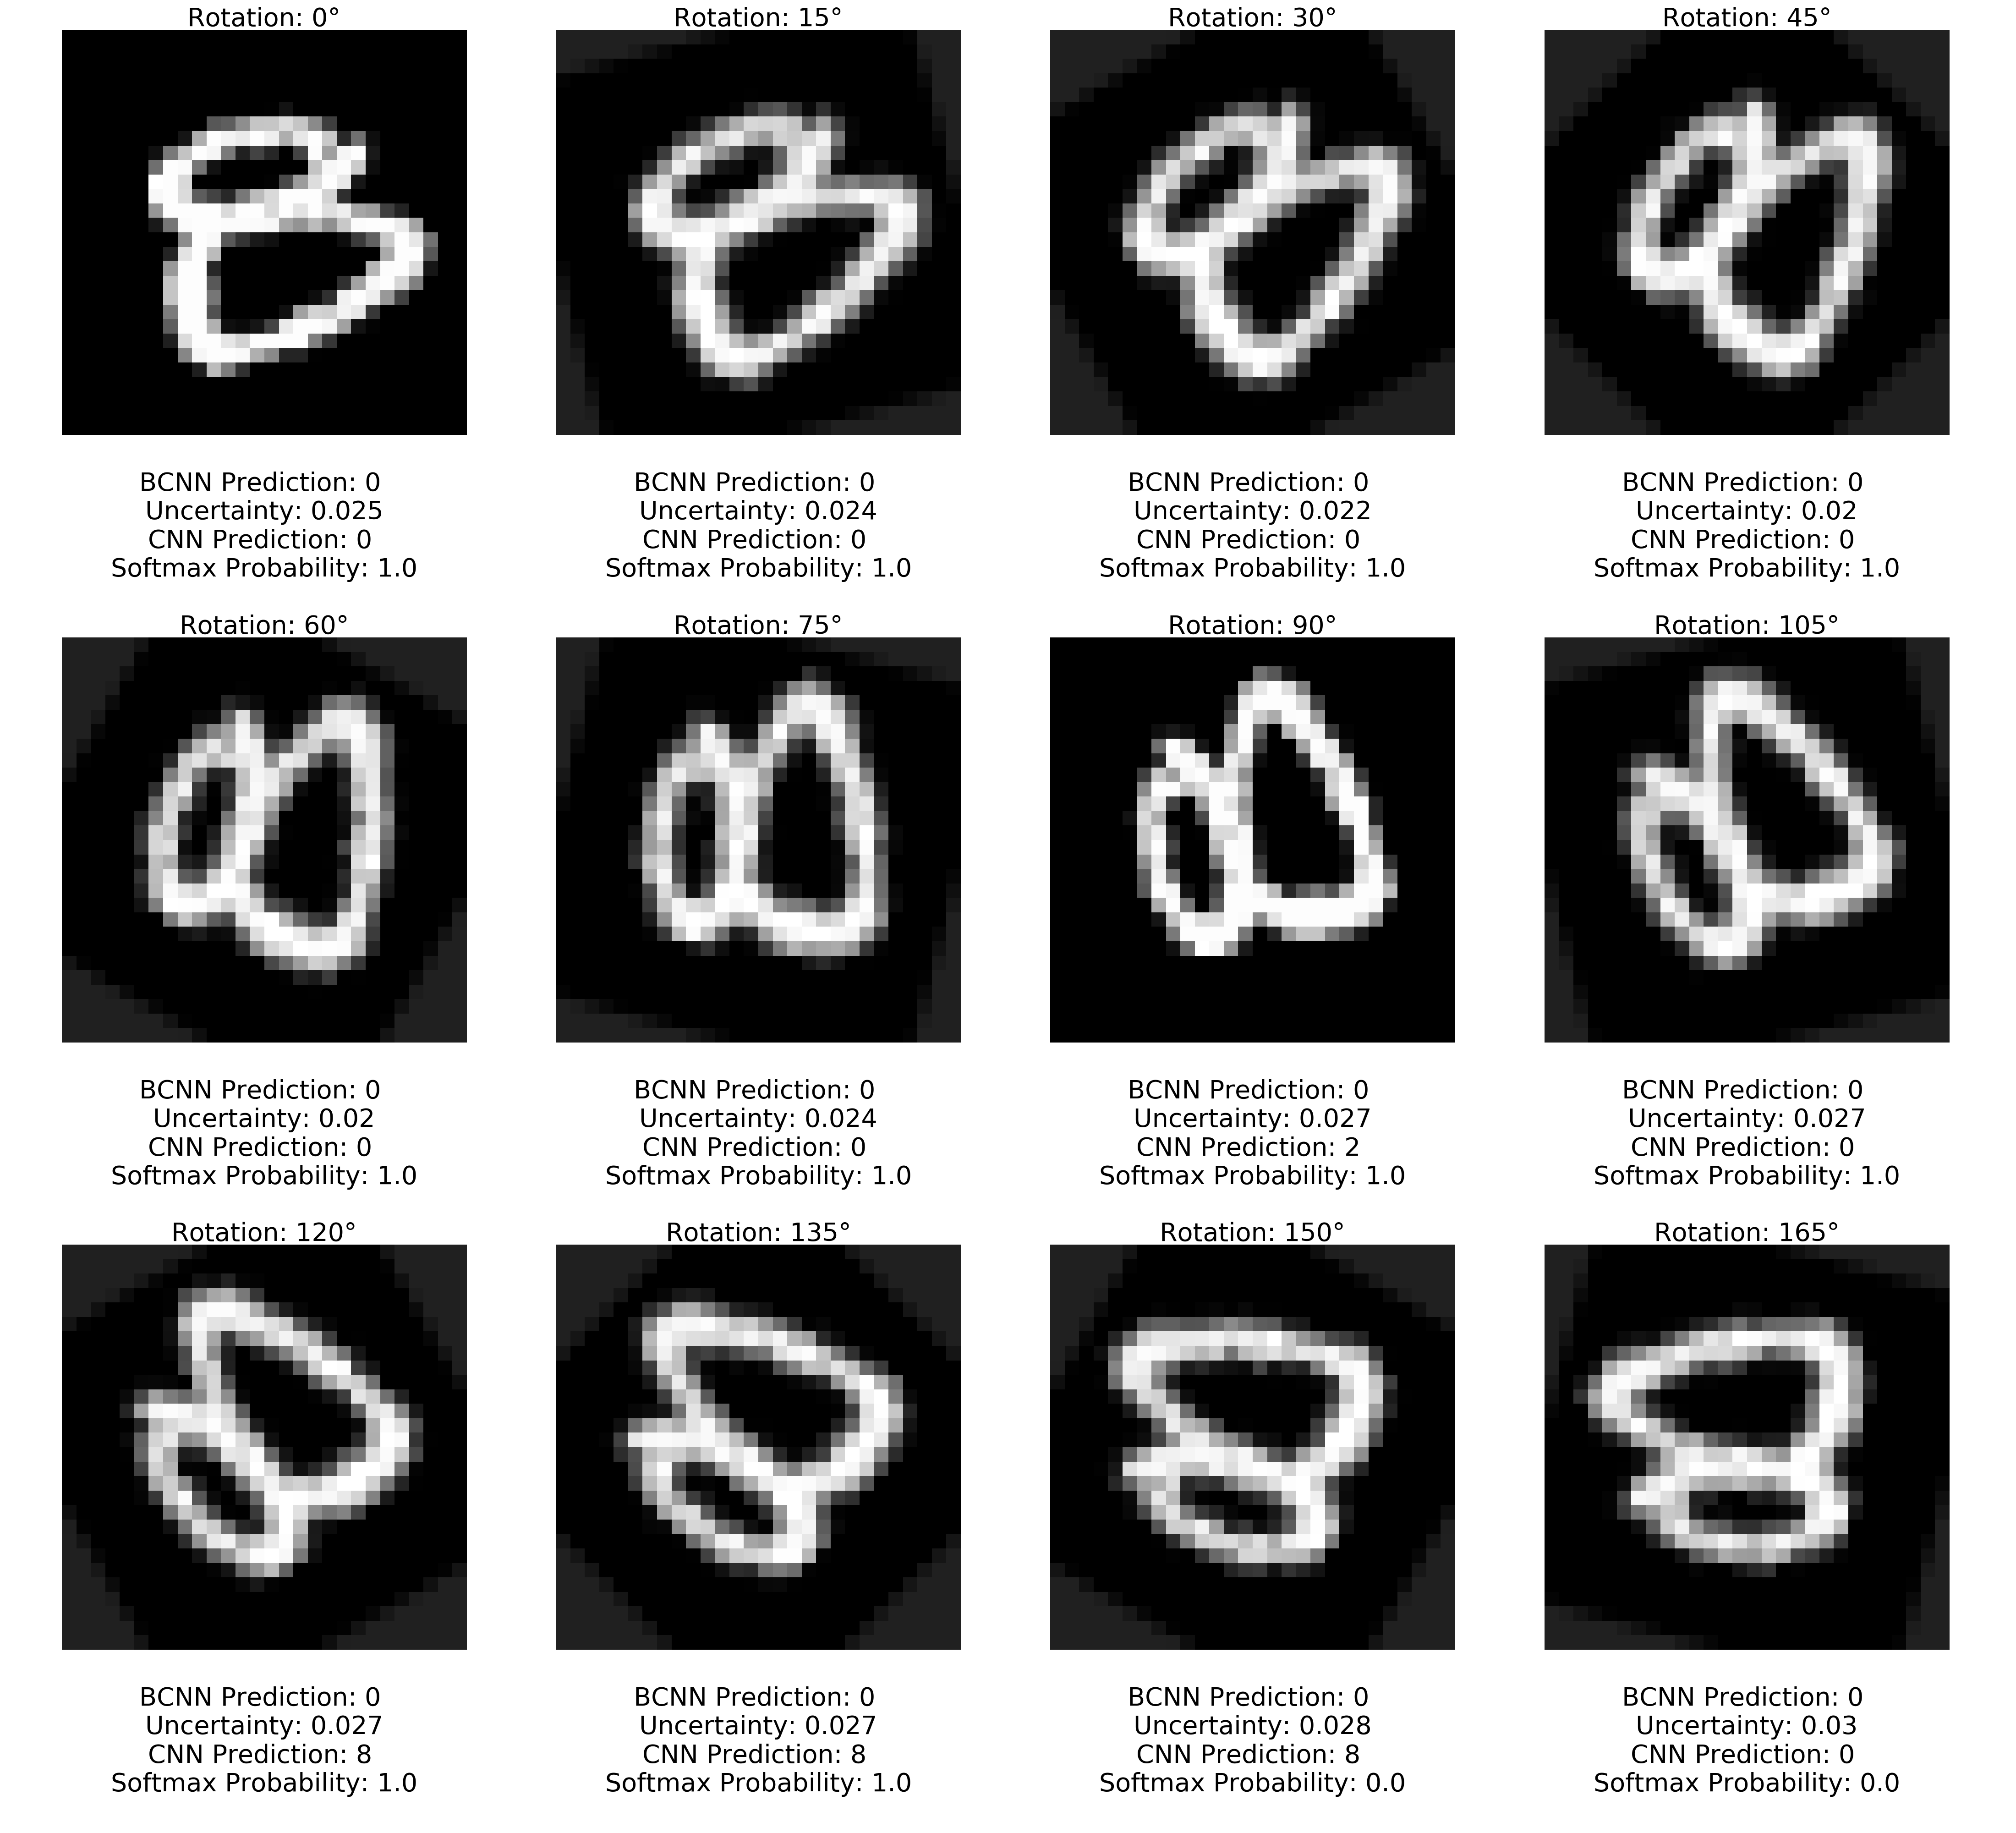 Rotation: 0°
BCNN Prediction: 0
Uncertainty: 0.025
CNN Prediction: 0
Softmax Probability: 1.0
Rotation: 15°
BCNN Prediction: 0
Uncertainty: 0.024
CNN Prediction: 0
Softmax Probability: 1.0
Rotation: 30°
BCNN Prediction: 0
Uncertainty: 0.022
CNN Prediction: 0
Softmax Probability: 1.0
Rotation: 45°
BCNN Prediction: 0
Uncertainty: 0.02
CNN Prediction: 0
Softmax Probability: 1.0
Rotation: 60°
BCNN Prediction: 0
Uncertainty: 0.02
CNN Prediction: 0
Softmax Probability: 1.0
Rotation: 75°
BCNN Prediction: 0
Uncertainty: 0.024
CNN Prediction: 0
Softmax Probability: 1.0
Rotation: 90°
BCNN Prediction: 0
Uncertainty: 0.027
CNN Prediction: 2
Softmax Probability: 1.0
Rotation: 105°
BCNN Prediction: 0
Uncertainty: 0.027
CNN Prediction: 0
Softmax Probability: 1.0
Rotation: 120°
BCNN Prediction: 0
Uncertainty: 0.027
CNN Prediction: 8
Softmax Probability: 1.0
Rotation: 135°
BCNN Prediction: 0
Uncertainty: 0.027
CNN Prediction: 8
Softmax Probability: 1.0
Rotation: 150°
BCNN Prediction: 0
Uncertainty: 0.028
CNN Prediction: 8
Softmax Probability: 0.0
Rotation: 165°
BCNN Prediction: 0
Uncertainty: 0.03
CNN Prediction: 0
Softmax Probability: 0.0